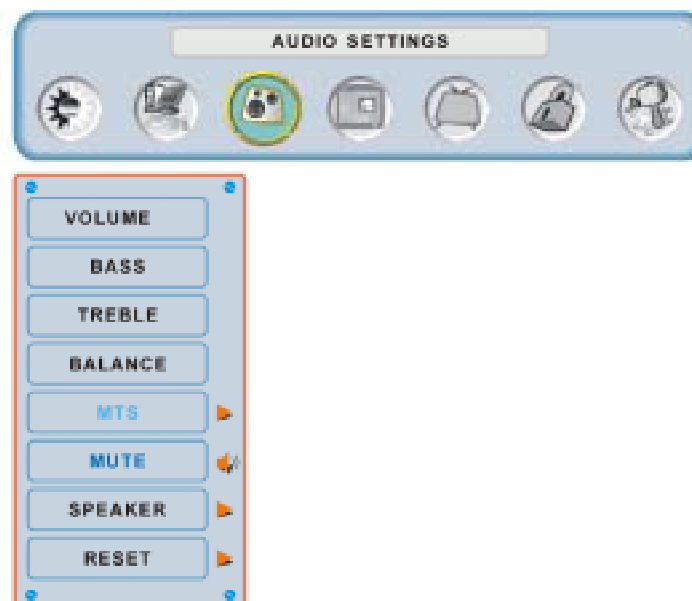 AUDIO SETTINGS
VOLUME
BASS
TREBLE
BALANCE
MTS
MUTE
SPEAKER
RESET